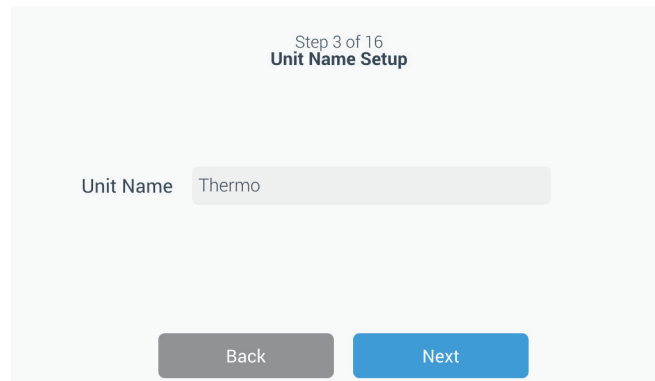 Step 3 of 16
Unit Name Setup
Unit Name Thermo
Back Next